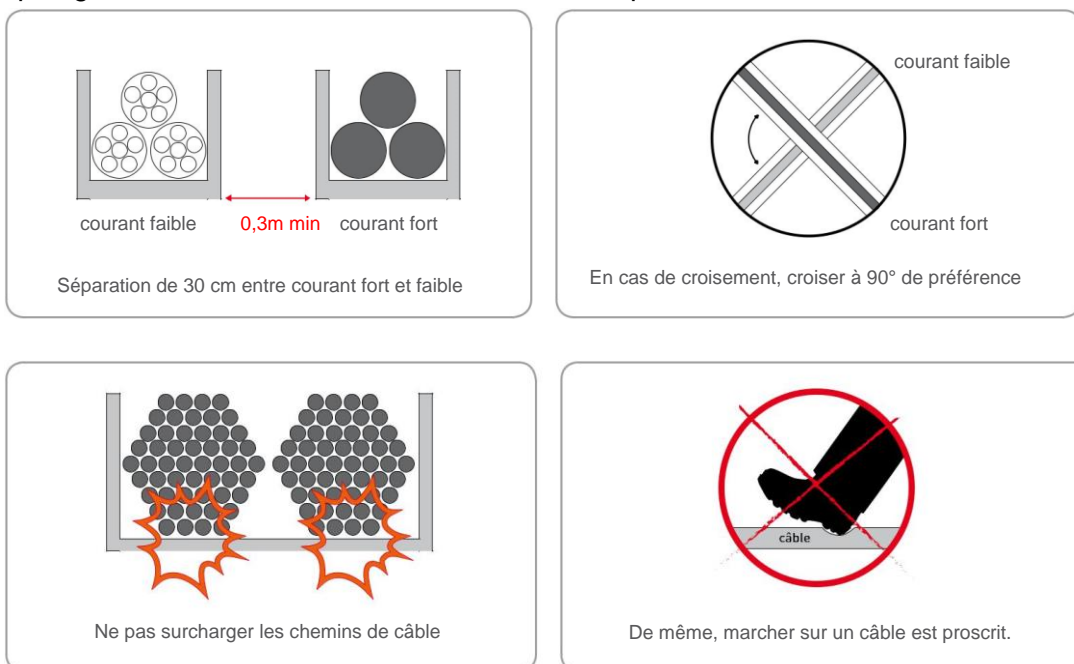 courant faible
0,3m min
courant fort
Séparation de 30 cm entre courant fort et faible
courant faible
courant fort
En cas de croisement, croiser à 90° de préférence
Ne pas surcharger les chemins de câble
câble
De même, marcher sur un câble est proscrit.